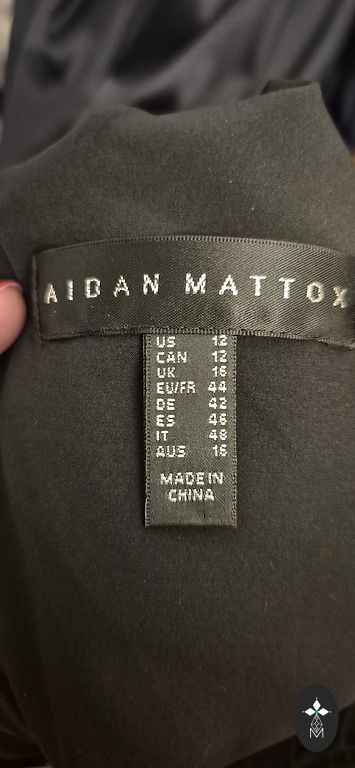 AIDAN MATTOX
US 12
CAN 12
UK 16
EU/FR 44
DE 42
ES 46
IT 48
AUS 16
MADE IN
CHINA
M